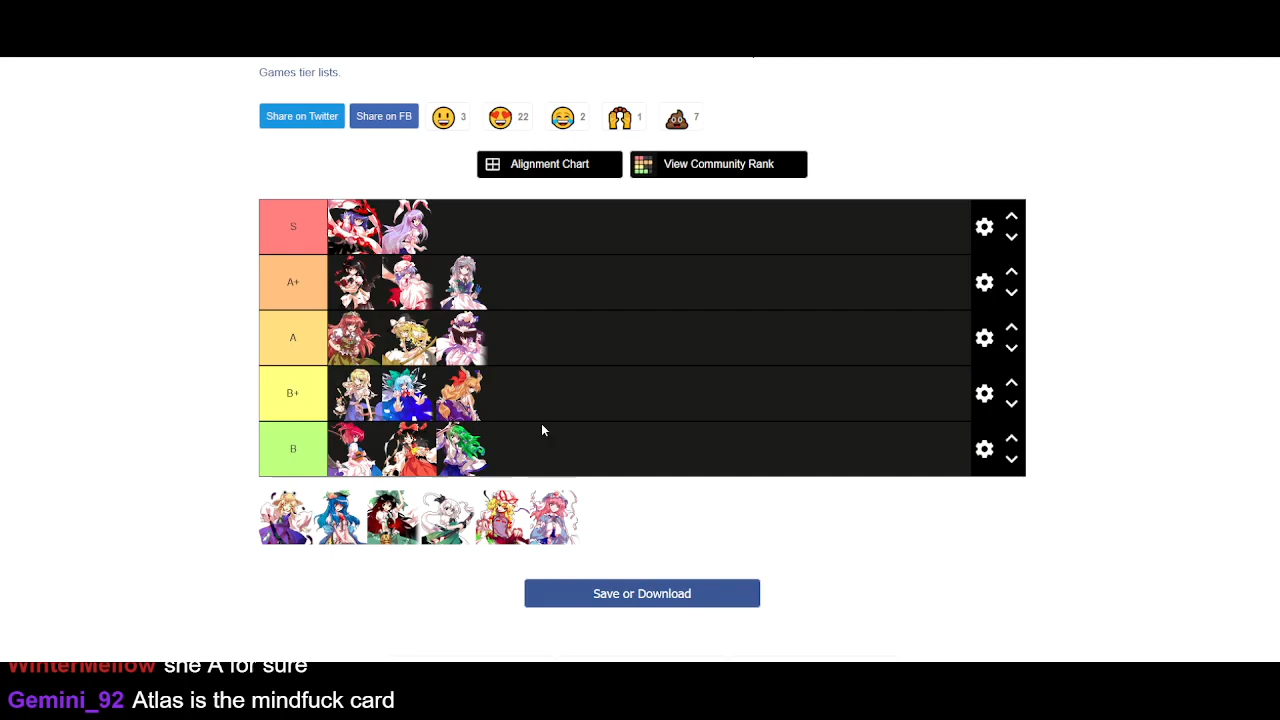 Games tier lists.
Share on Twitter Share on FB 3 22 2 1 7
Alignment Chart View Community Rank
S
A+
A
B+
B
Save or Download
WinterMellow she A for sure
Gemini_92 Atlas is the mindfuck card